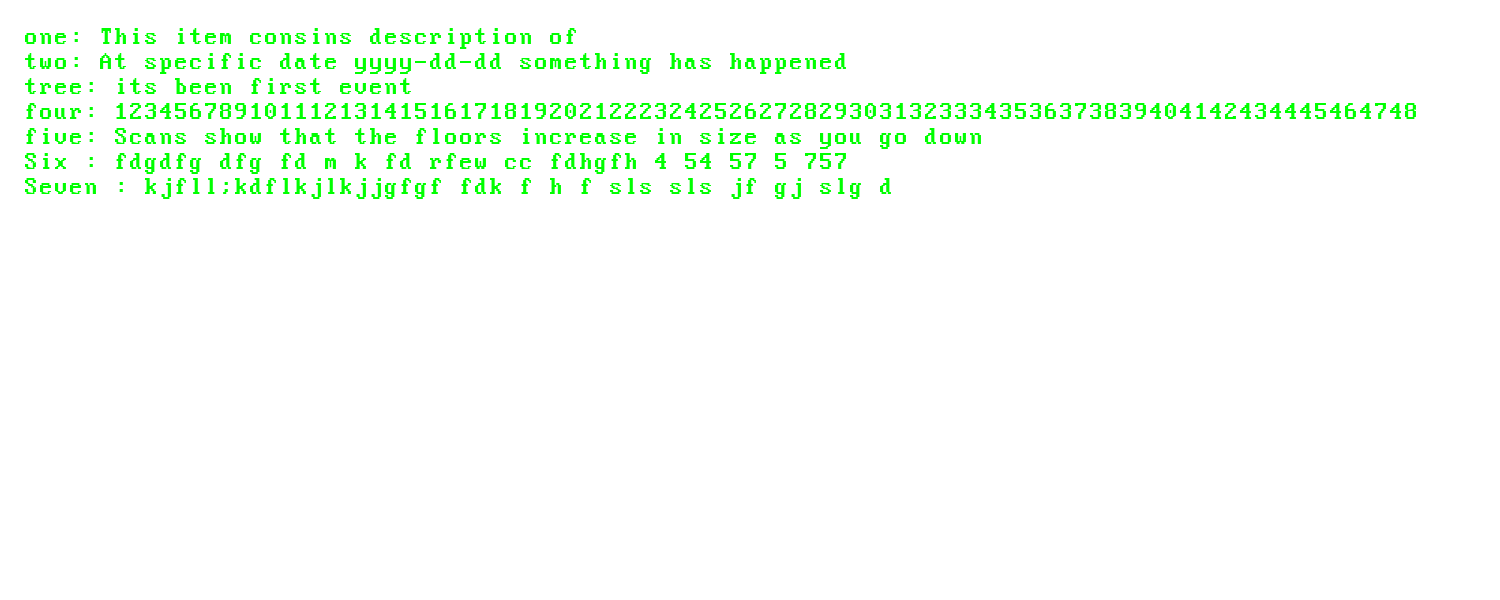 one: This item consins description of
two: At specific date yyyy-dd-dd something has happened
tree: its been first event
four: 123456789101112131415161718192021222324252627282930313233343536373839404142434445464748
five: Scans show that the floors increase in size as you go down
Six : fdgdfg dfg fd m k fd rfew cc fdhgfh 4 54 57 5 757
Seven : kjfll;kdflkjlkjjgfgf fdk f h f sls sls jf gj slg d